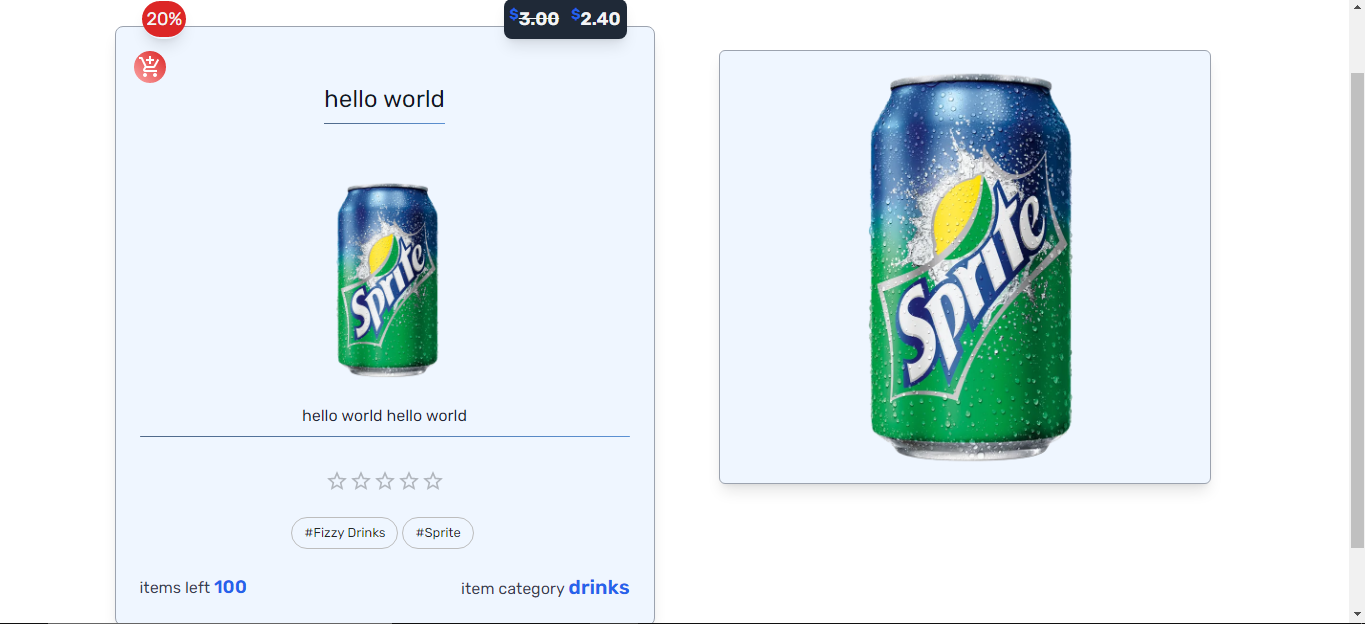 20%
$3.00 $2.40
hello world
Sprite
hello world hello world
#Fizzy Drinks #Sprite
items left 100
item category drinks
Sprite